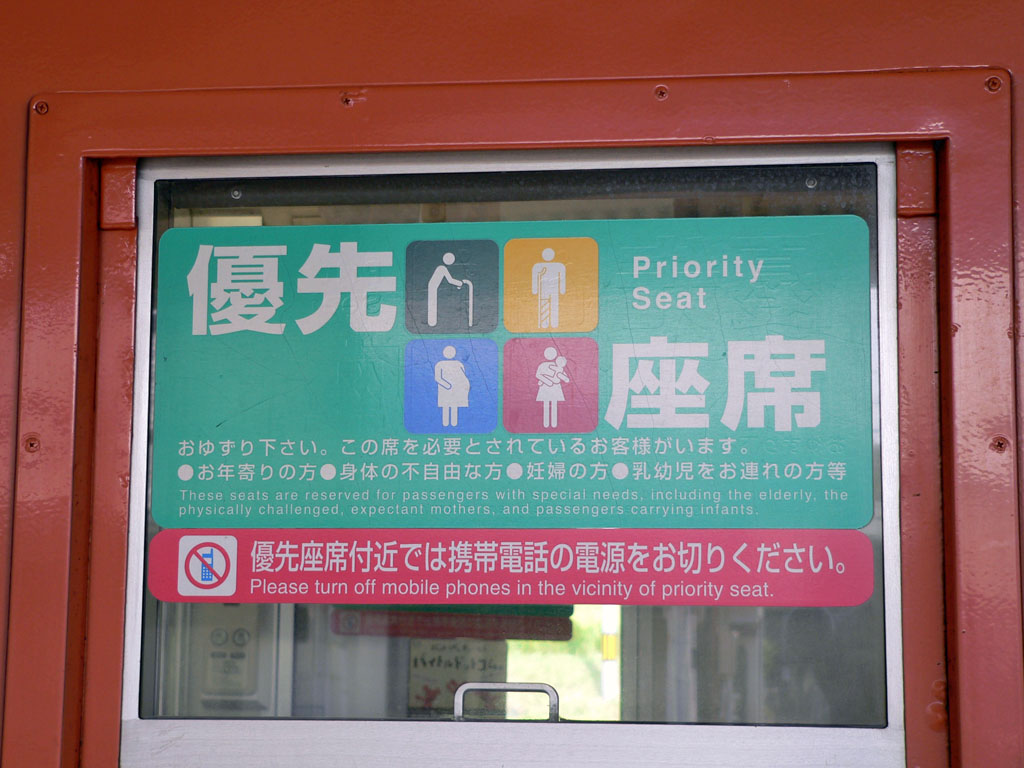 優先
Priority
Seat
座席
おゆずり下さい。この席を必要とされているお客様がいます。
●お年寄りの方●身体の不自由な方●妊婦の方●乳幼児をお連れの方等
These seats are reserved for passengers with special needs, including the elderly, the
physically challenged, expectant mothers, and passengers carrying infants.
優先座席付近では携帯電話の電源をお切りください。
Please turn off mobile phones in the vicinity of priority seat.